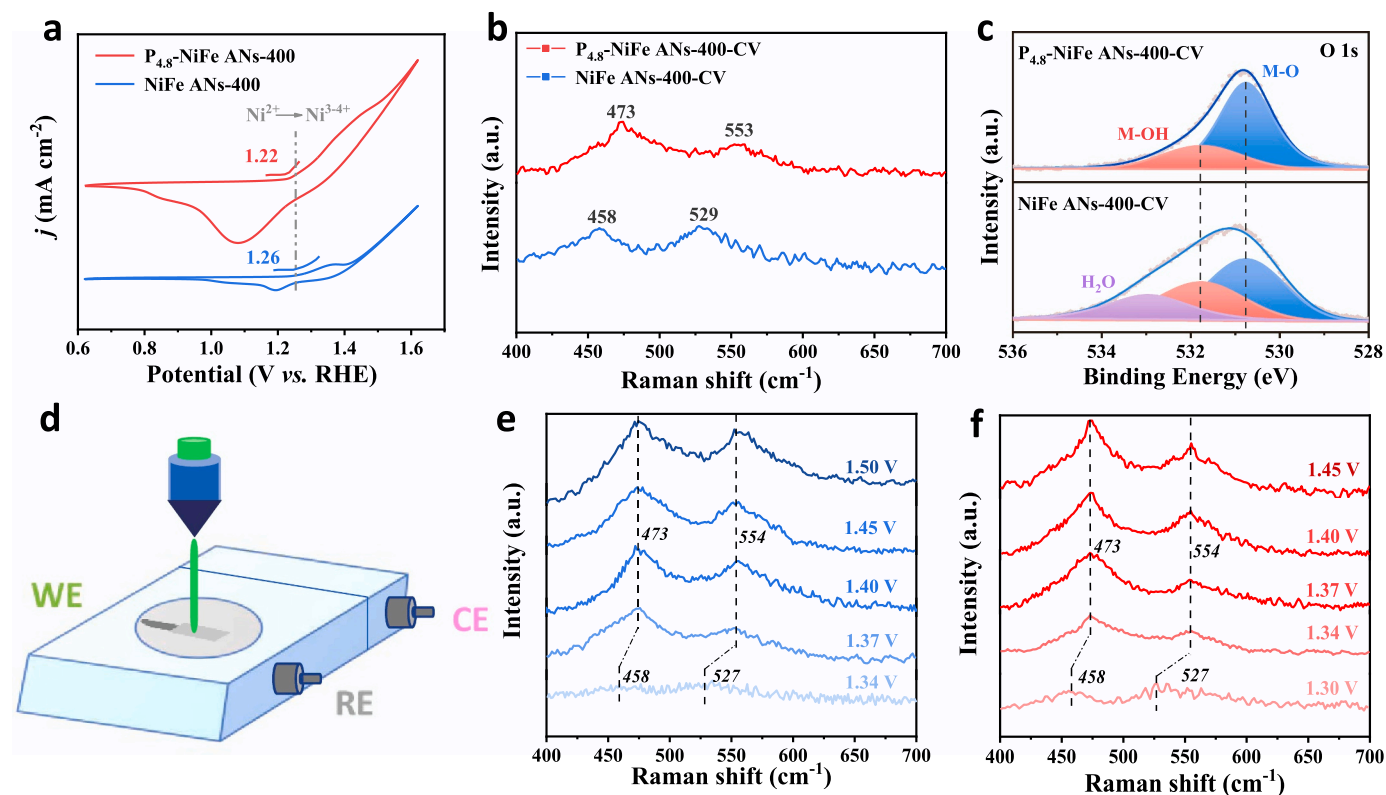 a
P4.8-NiFe ANs-400
NiFe ANs-400
Ni2+→Ni3-4+
1.22
1.26
j (mA cm-2)
0.6 0.8 1.0 1.2 1.4 1.6
Potential (V vs. RHE)
b
P4.8-NiFe ANs-400-CV
NiFe ANs-400-CV
473
553
458
529
Intensity (a.u.)
400 450 500 550 600 650 700
Raman shift (cm-1)
c
P4.8-NiFe ANs-400-CV
O 1s
M-O
M-OH
NiFe ANs-400-CV
H2O
Intensity (a.u.)
536 534 532 530 528
Binding Energy (eV)
d
WE
CE
RE
e
1.50 V
1.45 V
473
554
1.40 V
1.37 V
458
527
1.34 V
Intensity (a.u.)
400 450 500 550 600 650 700
Raman shift (cm-1)
f
1.45 V
1.40 V
473
554
1.37 V
1.34 V
458
527
1.30 V
Intensity (a.u.)
400 450 500 550 600 650 700
Raman shift (cm-1)